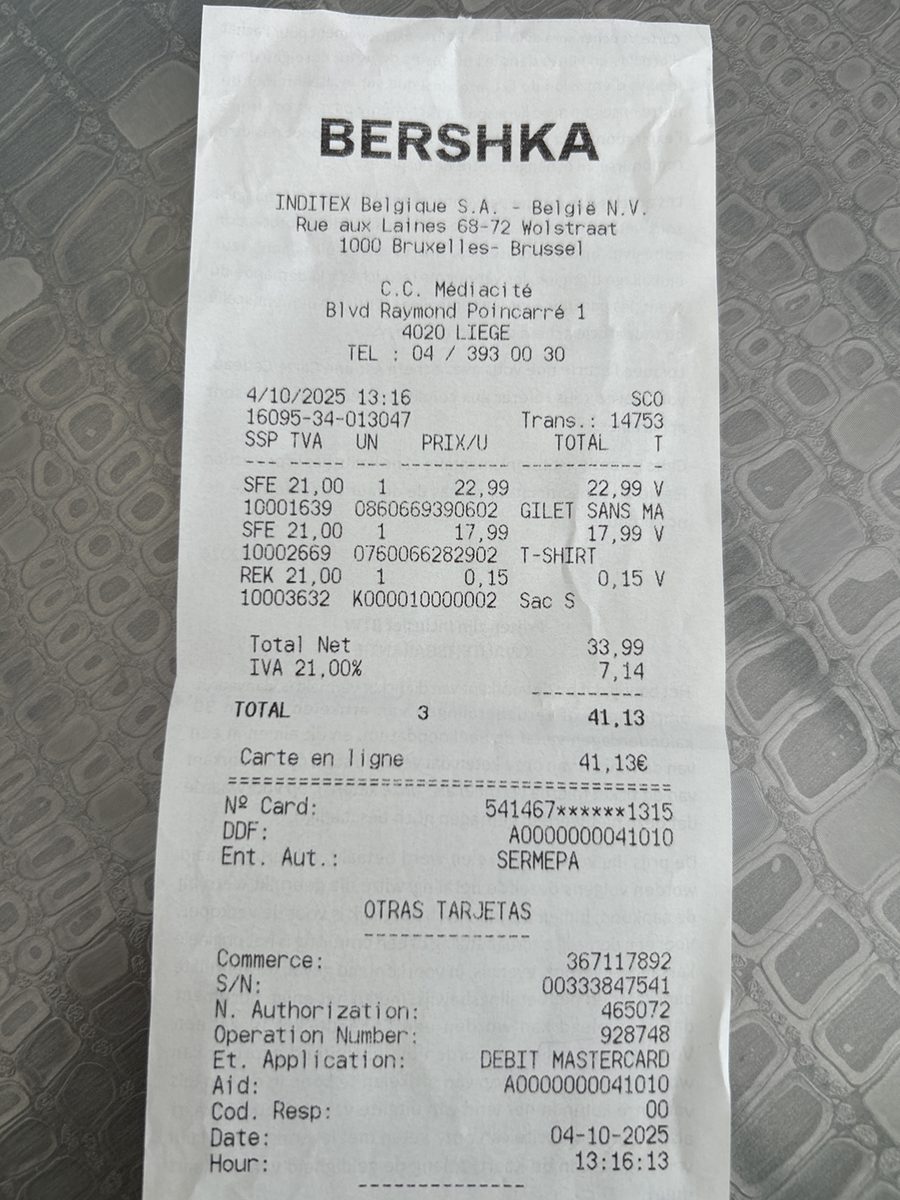 BERSHKA
INDITEX Belgique S.A. - België N.V.
Rue aux Laines 68-72 Wolstraat
1000 Bruxelles- Brussel
C.C. Médiacité
Blvd Raymond Poincarré 1
4020 LIEGE
TEL : 04 / 393 00 30
4/10/2025 13:16 SCO
16095-34-013047 Trans.: 14753
SSP TVA UN PRIX/U TOTAL T
--- ----- --- ---------- ---------- -
SFE 21,00 1 22,99 22,99 V
10001639 0860669390602 GILET SANS MA
SFE 21,00 1 17,99 17,99 V
10002669 0760066282902 T-SHIRT
REK 21,00 1 0,15 0,15 V
10003632 K000010000002 Sac S
Total Net 33,99
IVA 21,00% 7,14
----------
TOTAL 3 41,13
Carte en ligne 41,13€
======================================
Nº Card: 541467******1315
DDF: A0000000041010
Ent. Aut.: SERMEPA
OTRAS TARJETAS
--------------
Commerce: 367117892
S/N: 00333847541
N. Authorization: 465072
Operation Number: 928748
Et. Application: DEBIT MASTERCARD
Aid: A0000000041010
Cod. Resp: 00
Date: 04-10-2025
Hour: 13:16:13
--------------